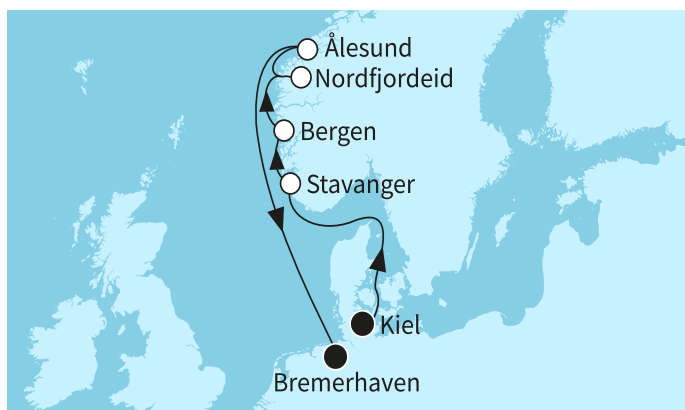 Ålesund
Nordfjordeid
Bergen
Stavanger
Kiel
Bremerhaven